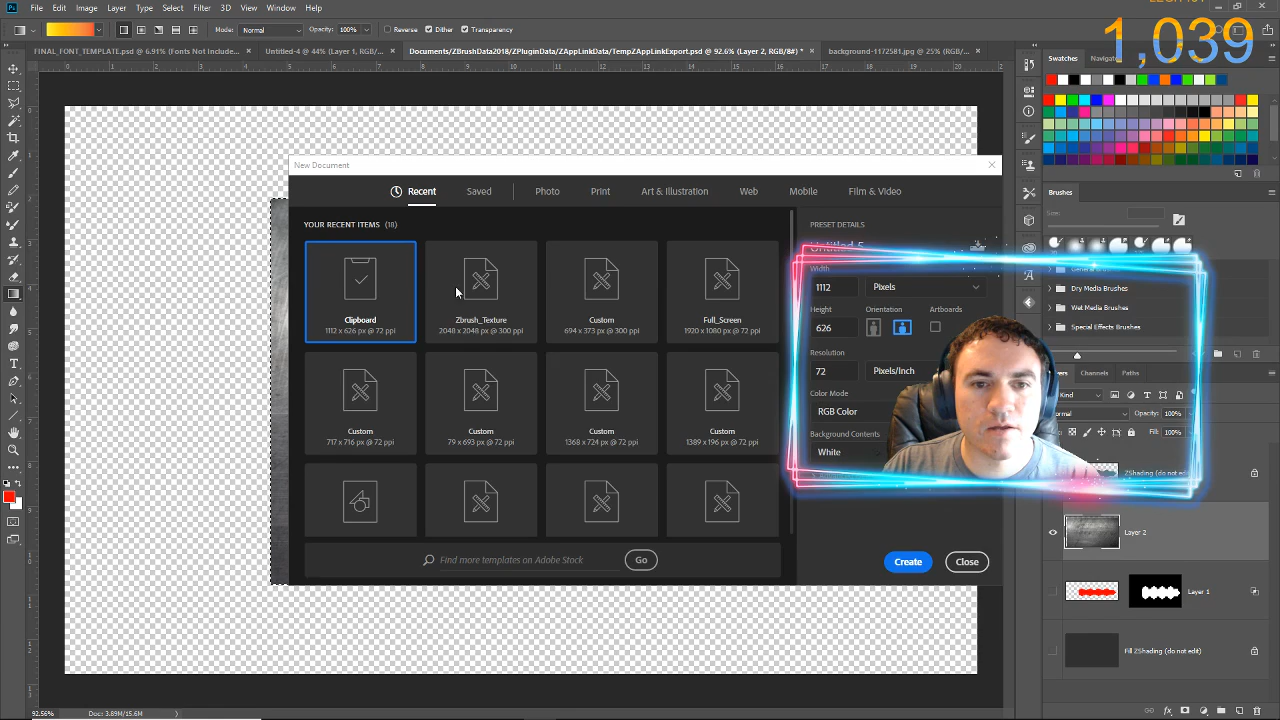 File Edit Image Layer Type Select Filter 3D View Window Help
1,039
Mode: Normal Opacity: 100% Reverse Dither Transparency
FINAL_FONT_TEMPLATE.psd @ 6.91% (Fonts Not Include... × Untitled-4 @ 44% (Layer 1, RGB/... × Documents/ZBrushData2018/ZPluginData/ZAppLinkData/TempZAppLinkExport.psd @ 92.6% (Layer 2, RGB/8#) * × background-1172581.jpg @ 25% (RGB/... ×
Swatches Navigator
New Document
Recent Saved Photo Print Art & Illustration Web Mobile Film & Video
YOUR RECENT ITEMS (18)
Clipboard
1112 x 626 px @ 72 ppi
Zbrush_Texture
2048 x 2048 px @ 300 ppi
Custom
694 x 373 px @ 300 ppi
Full_Screen
1920 x 1080 px @ 72 ppi
Custom
717 x 716 px @ 72 ppi
Custom
79 x 693 px @ 72 ppi
Custom
1368 x 724 px @ 72 ppi
Custom
1389 x 196 px @ 72 ppi
Find more templates on Adobe Stock Go
PRESET DETAILS
Untitled-5
Width
1112 Pixels
Height Orientation Artboards
626
Resolution
72 Pixels/Inch
Color Mode
RGB Color
Background Contents
White
Create Close
Brushes
Size:
Dry Media Brushes
Wet Media Brushes
Special Effects Brushes
Channels Paths
Kind
Opacity: 100%
Fill: 100%
ZShading (do not edit)
Layer 2
Layer 1
Fill ZShading (do not edit)
92.56% Doc: 3.89M/15.6M